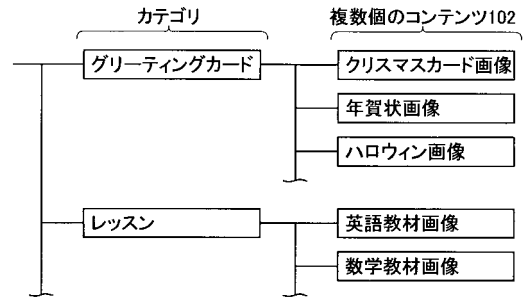 カテゴリ
複数個のコンテンツ102
グリーティングカード
クリスマスカード画像
年賀状画像
ハロウィン画像
レッスン
英語教材画像
数学教材画像